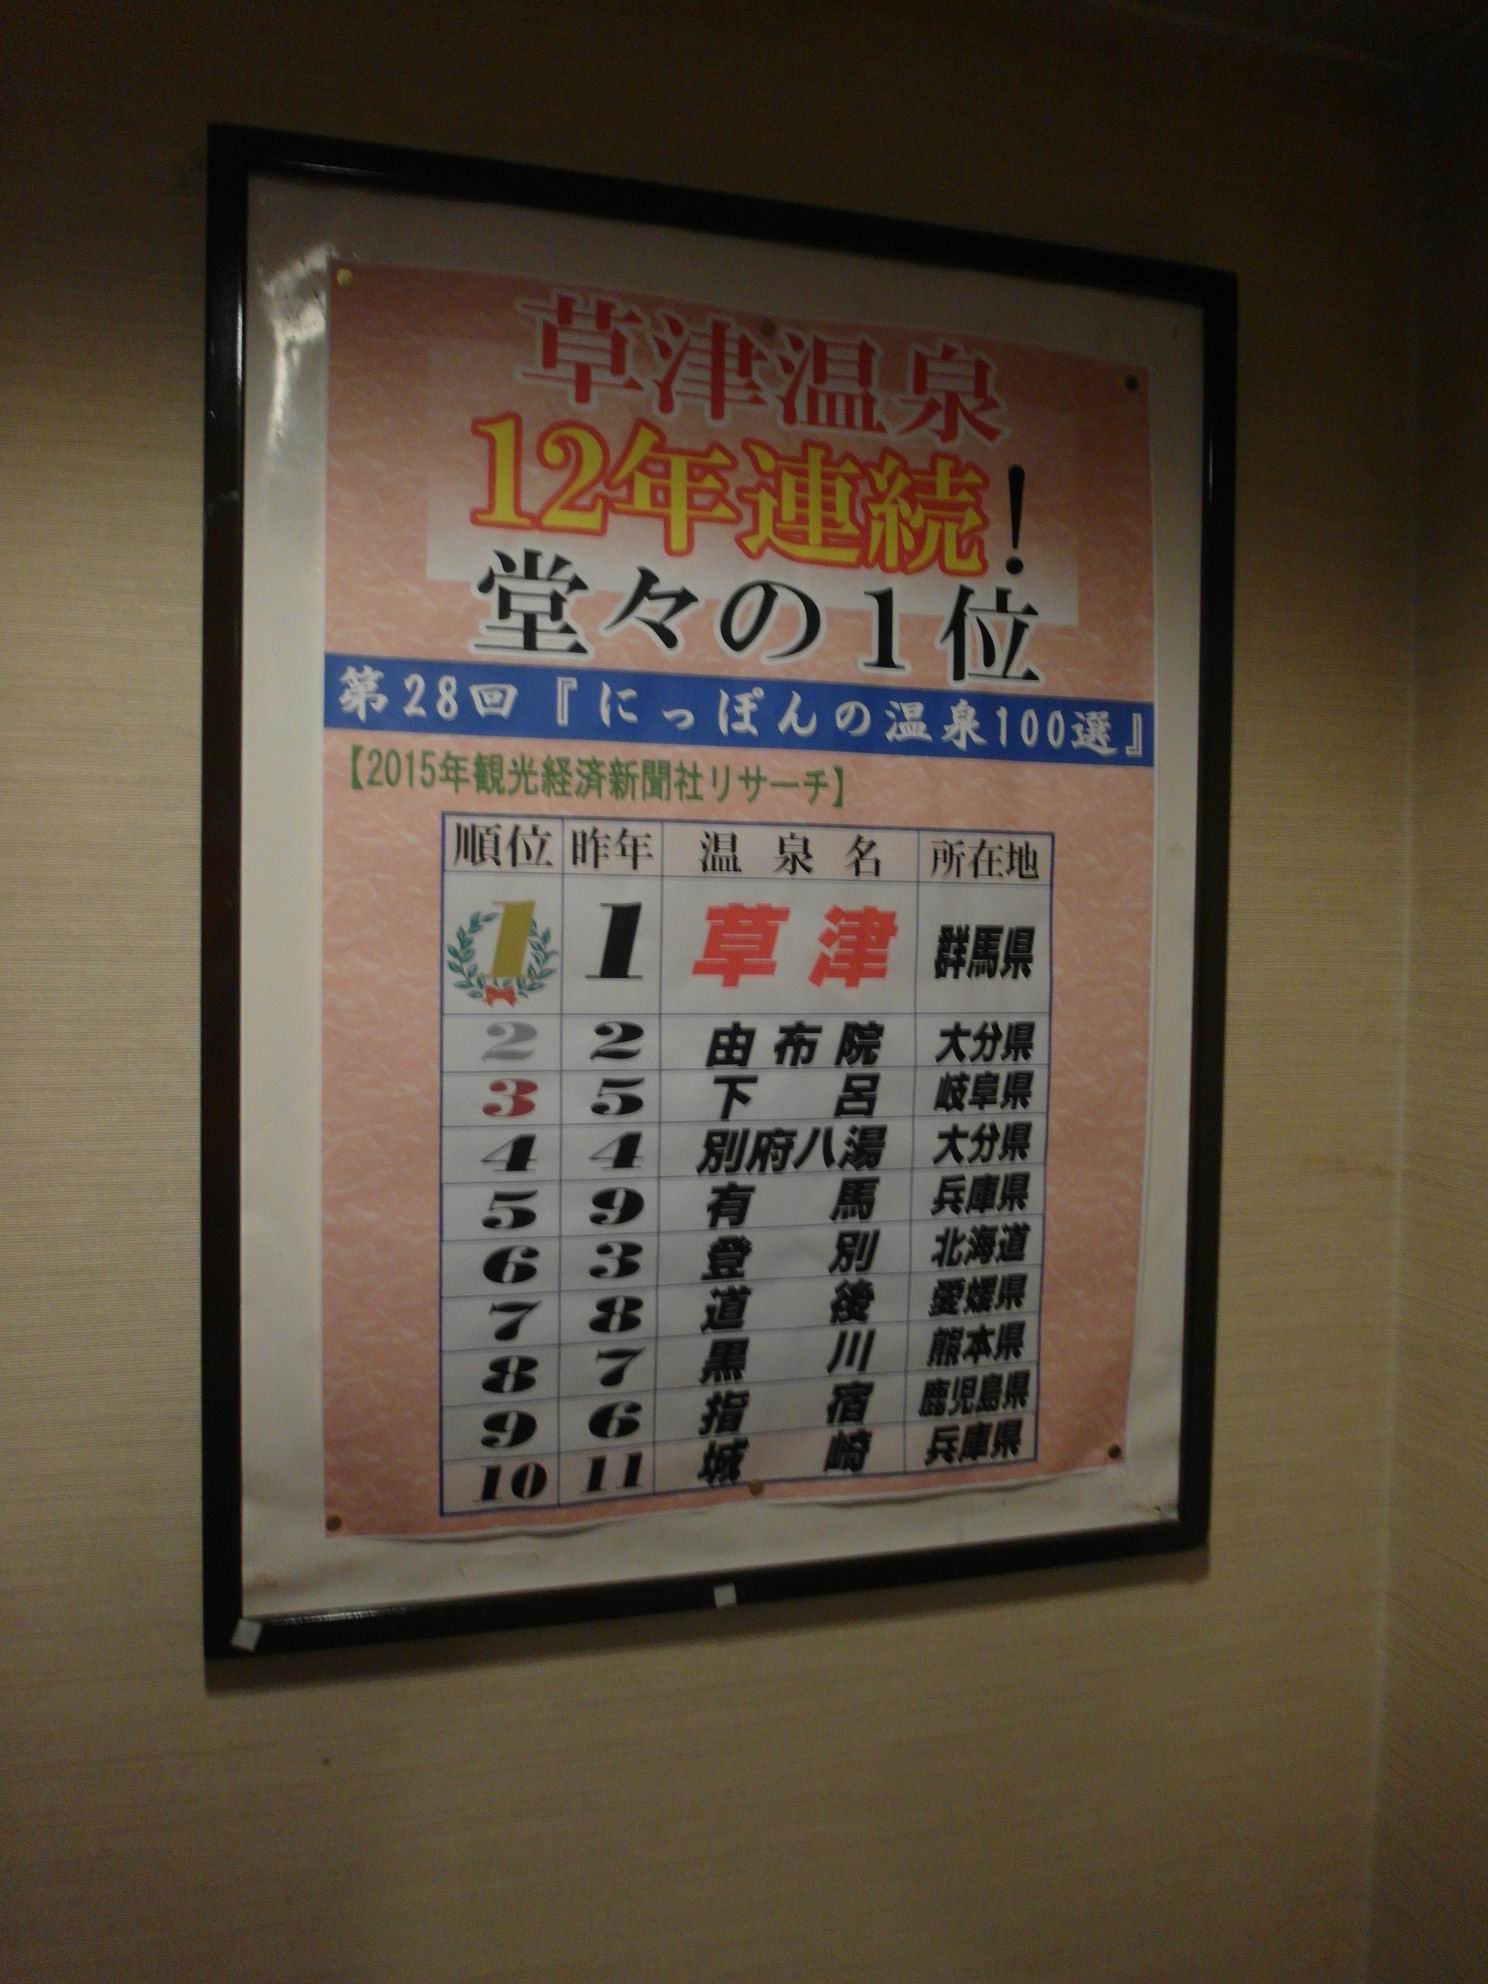 草津温泉
12年連続!
堂々の1位
第28回『にっぽんの温泉100選』
【2015年観光経済新聞社リサーチ】
順位 昨年 温泉名 所在地
1 1 草津 群馬県
2 2 由布院 大分県
3 5 下呂 岐阜県
4 4 別府八湯 大分県
5 9 有馬 兵庫県
6 3 登別 北海道
7 8 道後 愛媛県
8 7 黒川 熊本県
9 6 指宿 鹿児島県
10 11 城崎 兵庫県